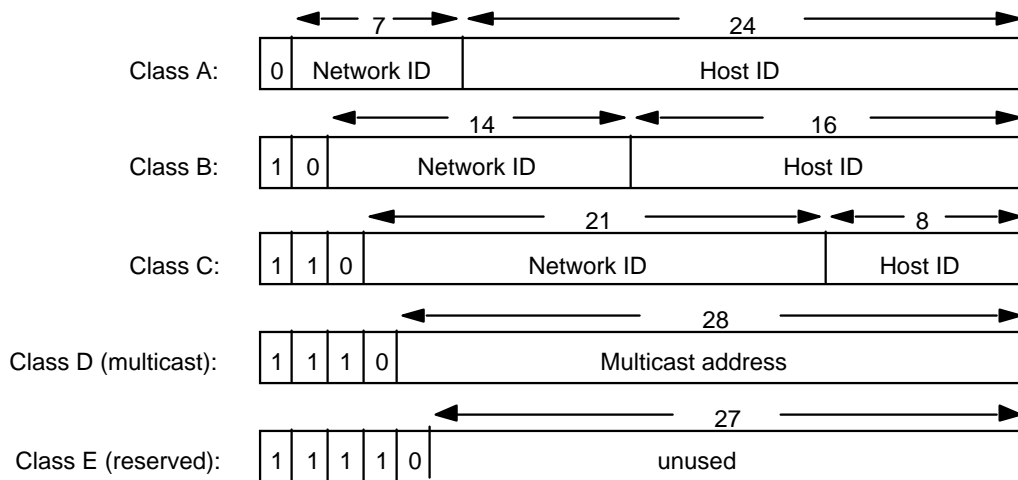 7 24
Class A: 0 Network ID Host ID
14 16
Class B: 1 0 Network ID Host ID
21 8
Class C: 1 1 0 Network ID Host ID
28
Class D (multicast): 1 1 1 0 Multicast address
27
Class E (reserved): 1 1 1 1 0 unused